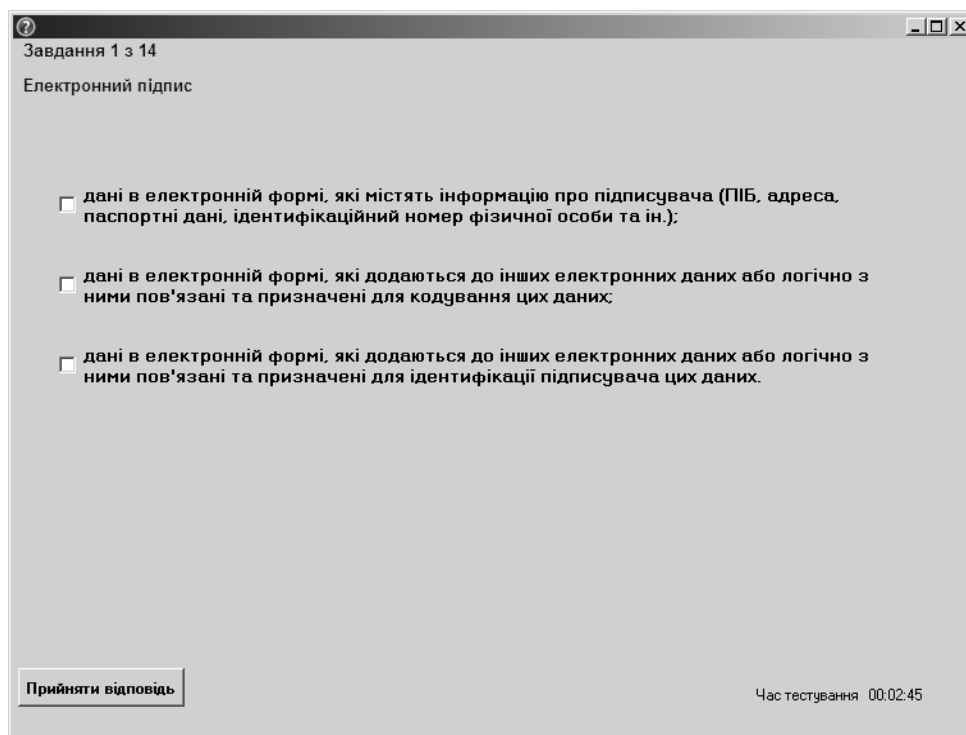 Завдання 1 з 14
Електронний підпис
дані в електронній формі, які містять інформацію про підписувача (ПІБ, адреса,
паспортні дані, ідентифікаційний номер фізичної особи та ін.);
дані в електронній формі, які додаються до інших електронних даних або логічно з
ними пов'язані та призначені для кодування цих даних;
дані в електронній формі, які додаються до інших електронних даних або логічно з
ними пов'язані та призначені для ідентифікації підписувача цих даних.
Прийняти відповідь
Час тестування 00:02:45